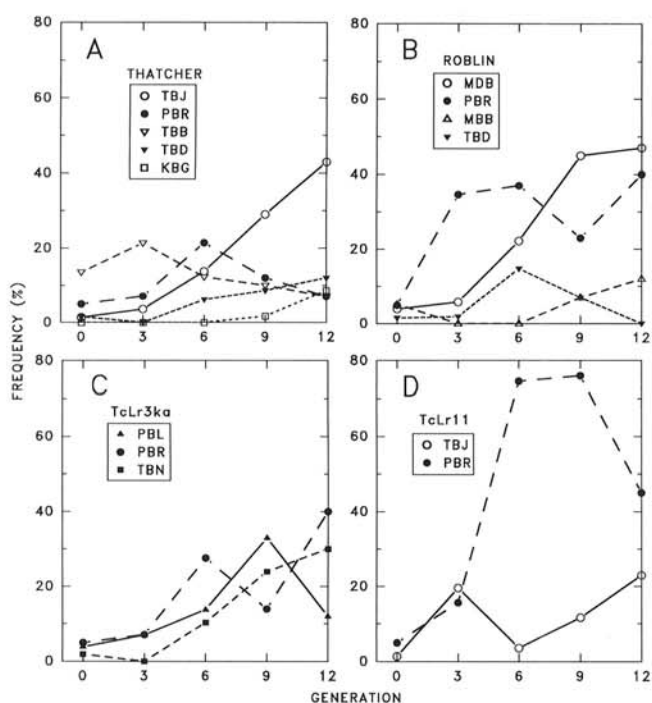 FREQUENCY (%)
80
60
40
20
0
A
THATCHER
TBJ
PBR
TBB
TBD
KBG
0 3 6 9 12
80
60
40
20
0
B
ROBLIN
MDB
PBR
MBB
TBD
0 3 6 9 12
80
60
40
20
0
C
TcLr3ka
PBL
PBR
TBN
0 3 6 9 12
80
60
40
20
0
D
TcLr11
TBJ
PBR
0 3 6 9 12
GENERATION